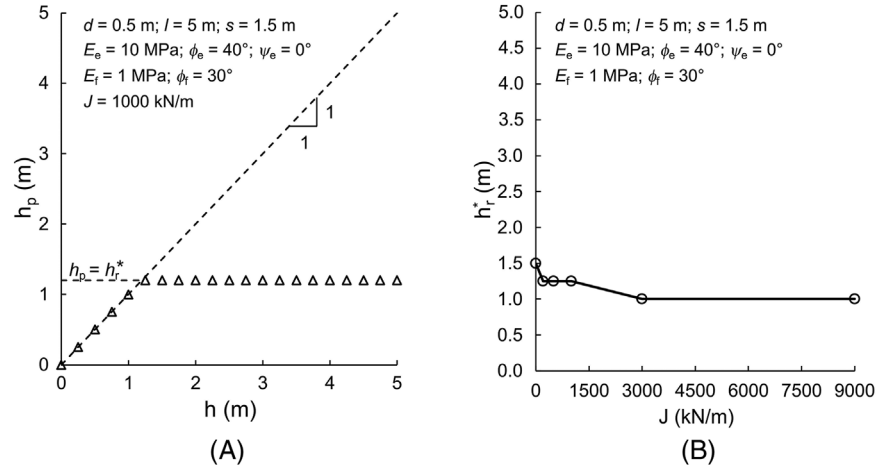 d = 0.5 m; l = 5 m; s = 1.5 m
Eₑ = 10 MPa; ϕₑ = 40°; ψₑ = 0°
E_f = 1 MPa; ϕ_f = 30°
J = 1000 kN/m
5
4
3
2
1
0
h_p (m)
1
1
h_p = h_r*
0 1 2 3 4 5
h (m)
(A)
d = 0.5 m; l = 5 m; s = 1.5 m
Eₑ = 10 MPa; ϕₑ = 40°; ψₑ = 0°
E_f = 1 MPa; ϕ_f = 30°
5.0
4.5
4.0
3.5
3.0
2.5
2.0
1.5
1.0
0.5
0.0
h_r* (m)
0 1500 3000 4500 6000 7500 9000
J (kN/m)
(B)